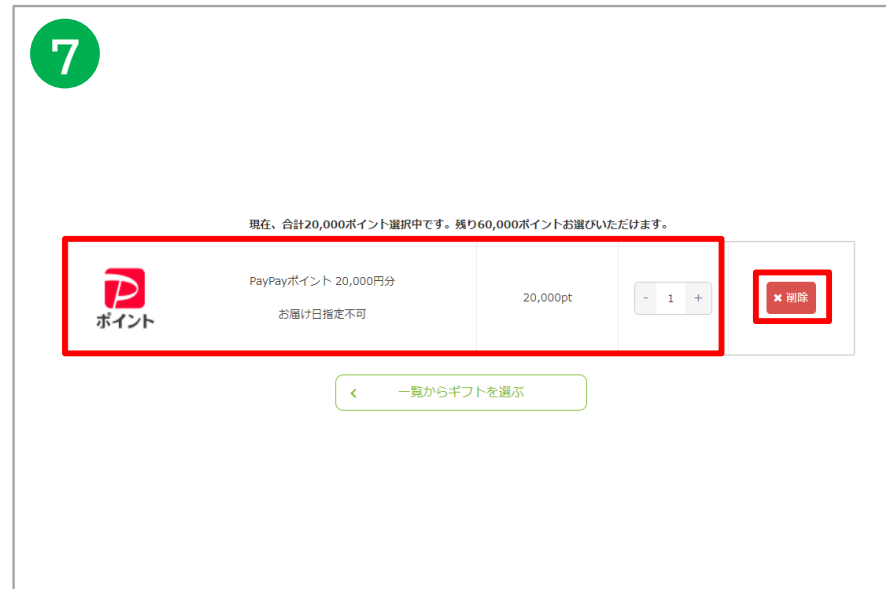 7
現在、合計20,000ポイント選択中です。残り60,000ポイントお選びいただけます。
P
ポイント
PayPayポイント 20,000円分
お届け日指定不可
20,000pt
- 1 +
✖ 削除
‹ 一覧からギフトを選ぶ